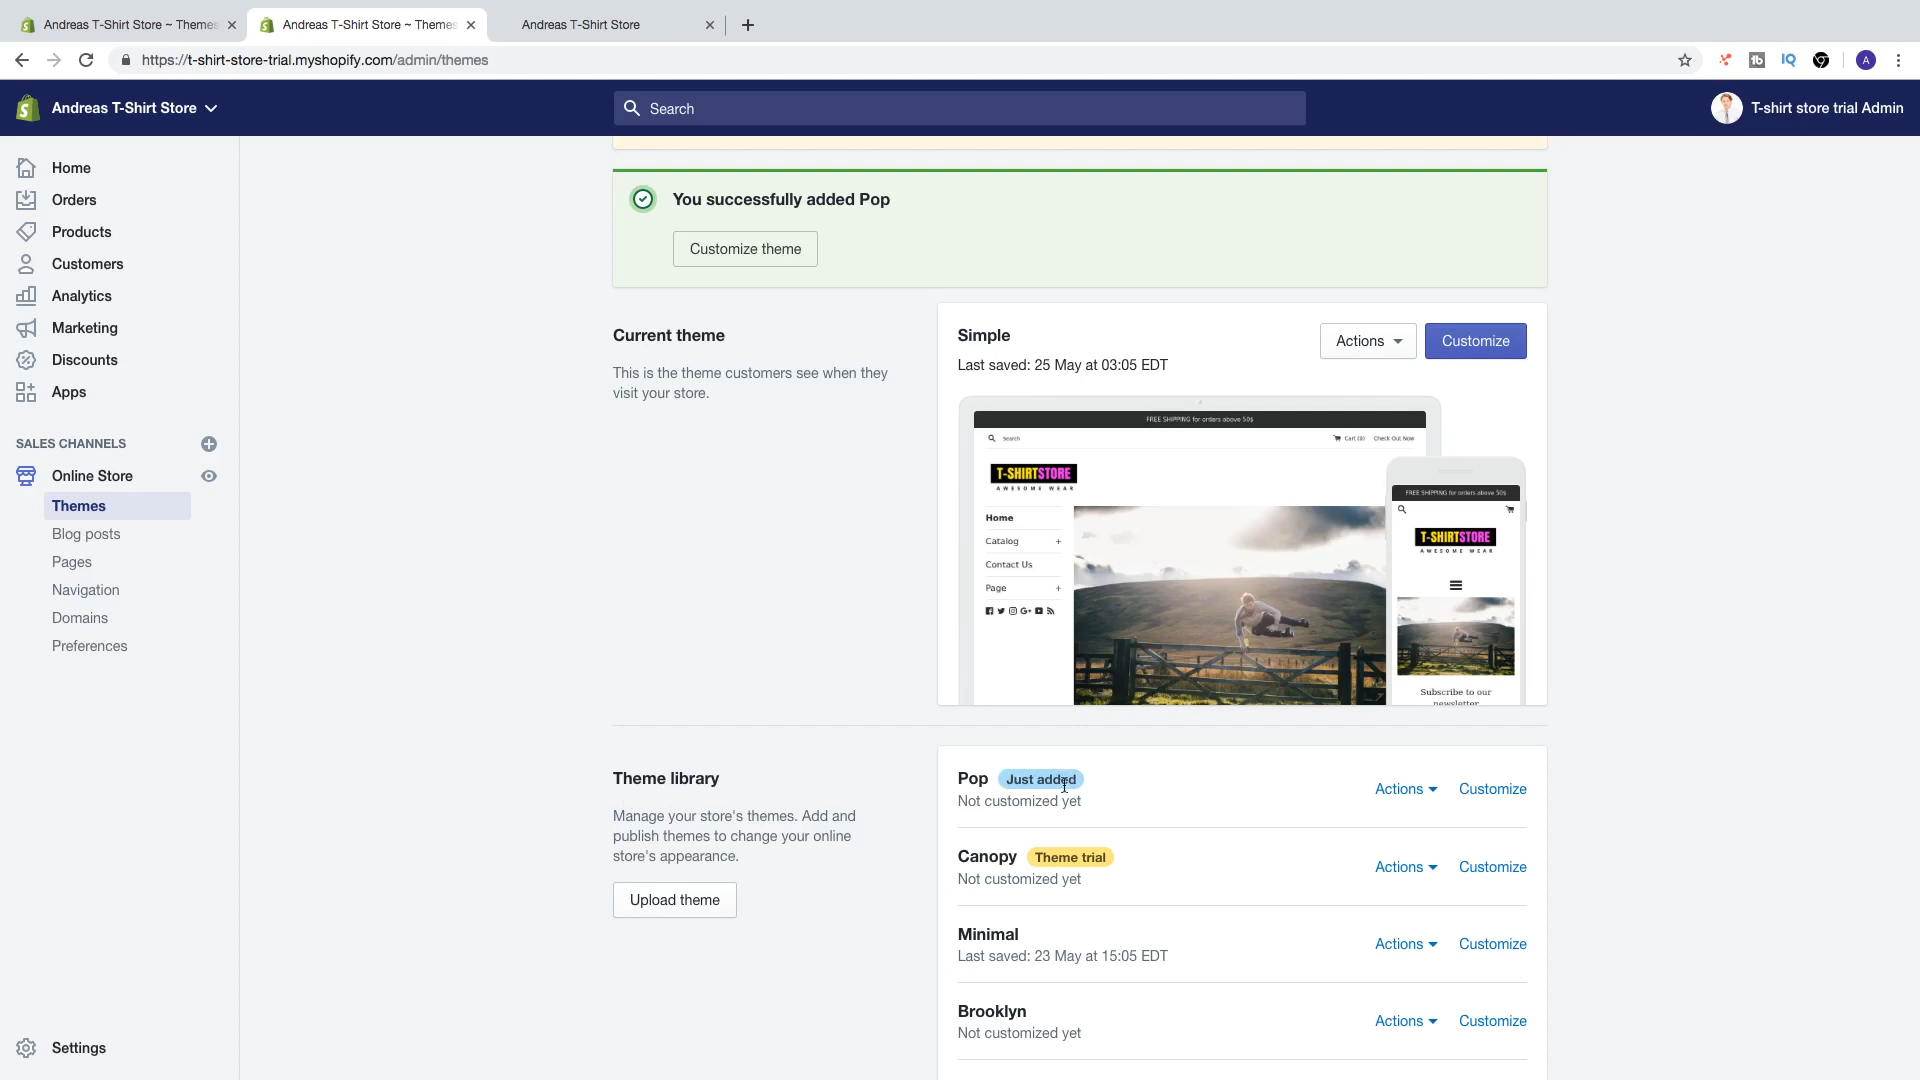 Andreas T-Shirt Store ~ Themes
Andreas T-Shirt Store ~ Themes
Andreas T-Shirt Store
https://t-shirt-store-trial.myshopify.com/admin/themes
tb
IQ
A
Andreas T-Shirt Store
Search
T-shirt store trial Admin
Home
Orders
Products
Customers
Analytics
Marketing
Discounts
Apps
SALES CHANNELS
Online Store
Themes
Blog posts
Pages
Navigation
Domains
Preferences
Settings
You successfully added Pop
Customize theme
Current theme
This is the theme customers see when they
visit your store.
Simple
Last saved: 25 May at 03:05 EDT
Actions
Customize
FREE SHIPPING for orders above 50$
Search
Cart (0)
Check Out Now
T-SHIRTSTORE
AWESOME WEAR
Home
Catalog +
Contact Us
Page +
FREE SHIPPING for orders above 50$
T-SHIRTSTORE
AWESOME WEAR
Subscribe to our
newsletter
Theme library
Manage your store's themes. Add and
publish themes to change your online
store's appearance.
Upload theme
Pop Just added
Not customized yet
Actions Customize
Canopy Theme trial
Not customized yet
Actions Customize
Minimal
Last saved: 23 May at 15:05 EDT
Actions Customize
Brooklyn
Not customized yet
Actions Customize